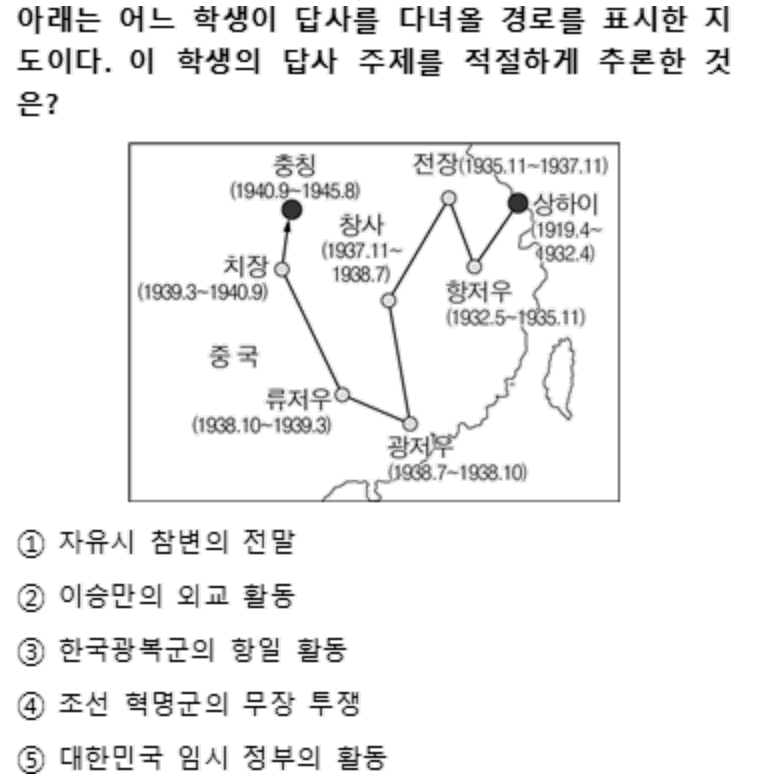 아래는 어느 학생이 답사를 다녀올 경로를 표시한 지
도이다. 이 학생의 답사 주제를 적절하게 추론한 것
은?
충칭
(1940.9~1945.8)
전장(1935.11~1937.11)
상하이
(1919.4~
1932.4)
창사
(1937.11~
1938.7)
치장
(1939.3~1940.9)
항저우
(1932.5~1935.11)
중국
류저우
(1938.10~1939.3)
광저우
(1938.7~1938.10)
① 자유시 참변의 전말
② 이승만의 외교 활동
③ 한국광복군의 항일 활동
④ 조선 혁명군의 무장 투쟁
⑤ 대한민국 임시 정부의 활동